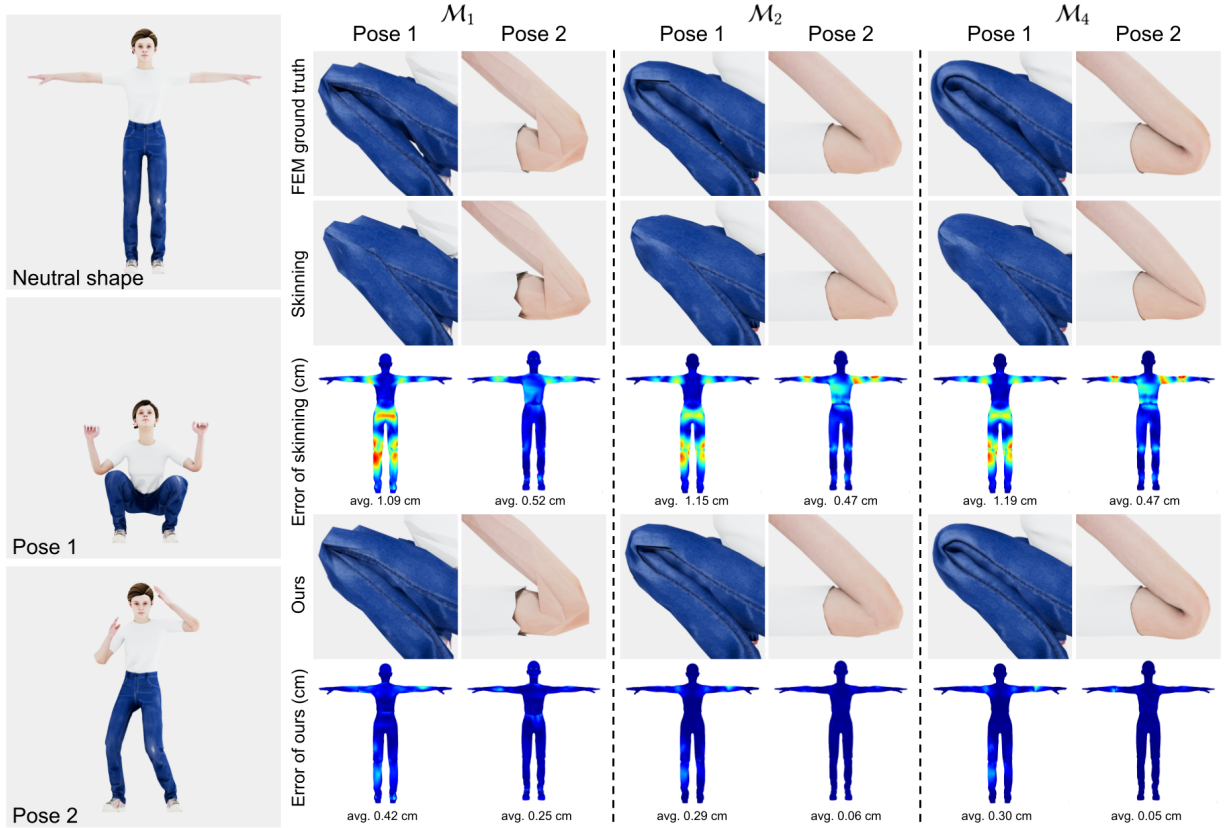 Neutral shape
Pose 1
Pose 2
ℳ₁ ℳ₂ ℳ₄
Pose 1 Pose 2 Pose 1 Pose 2 Pose 1 Pose 2
FEM ground truth
Skinning
Error of skinning (cm)
avg. 1.09 cm avg. 0.52 cm avg. 1.15 cm avg. 0.47 cm avg. 1.19 cm avg. 0.47 cm
Ours
Error of ours (cm)
avg. 0.42 cm avg. 0.25 cm avg. 0.29 cm avg. 0.06 cm avg. 0.30 cm avg. 0.05 cm